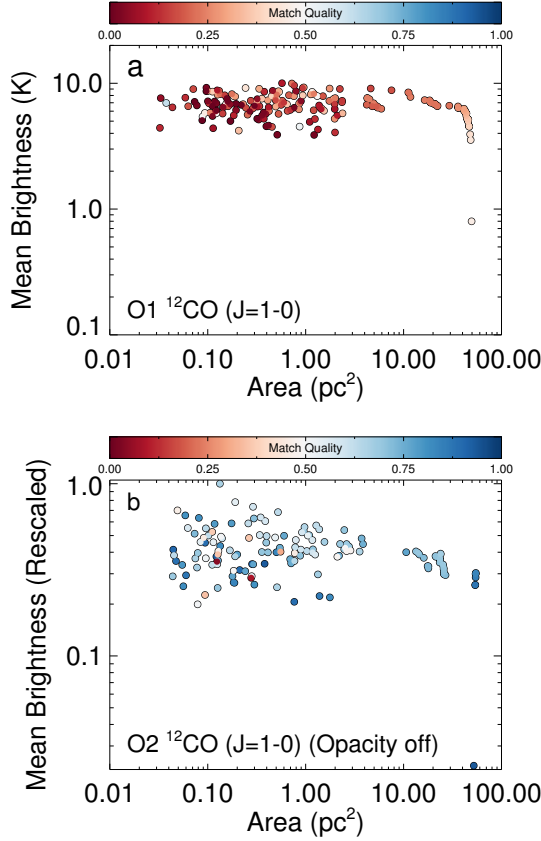 Match Quality
0.00 0.25 0.50 0.75 1.00
a
10.0
1.0
0.1
Mean Brightness (K)
O1 ¹²CO (J=1-0)
0.01 0.10 1.00 10.00 100.00
Area (pc²)
Match Quality
0.00 0.25 0.50 0.75 1.00
b
1.0
0.1
Mean Brightness (Rescaled)
O2 ¹²CO (J=1-0) (Opacity off)
0.01 0.10 1.00 10.00 100.00
Area (pc²)